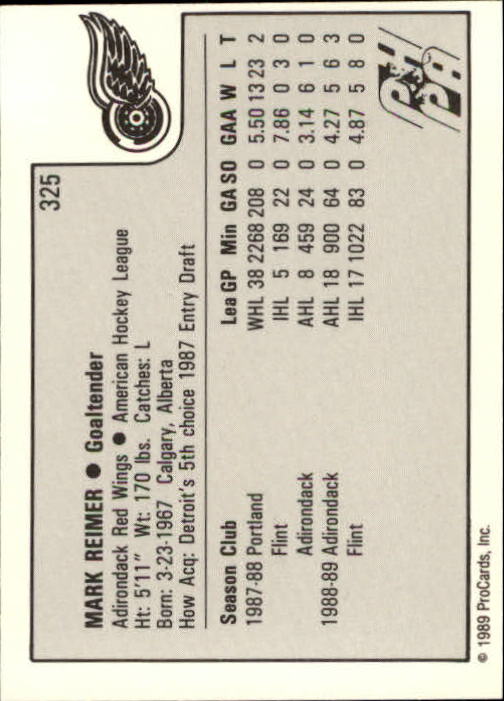 325
MARK REIMER ● Goaltender
Adirondack Red Wings ● American Hockey League
Ht: 5'11" Wt: 170 lbs. Catches: L
Born: 3-23-1967 Calgary, Alberta
How Acq: Detroit's 5th choice 1987 Entry Draft
Season Club Lea GP Min GA SO GAA W L T
1987-88 Portland WHL 38 2268 208 0 5.50 13 23 2
Flint IHL 5 169 22 0 7.86 0 3 0
Adirondack AHL 8 459 24 0 3.14 6 1 0
1988-89 Adirondack AHL 18 900 64 0 4.27 5 6 3
Flint IHL 17 1022 83 0 4.87 5 8 0
PHPA
© 1989 ProCards, Inc.